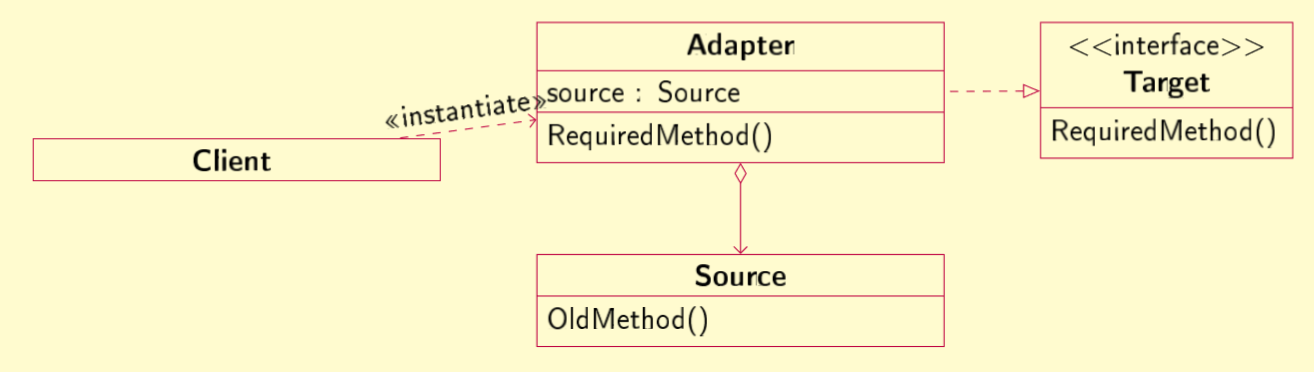 Adapter
source : Source
RequiredMethod()
<<interface>>
Target
RequiredMethod()
«instantiate»
Client
Source
OldMethod()